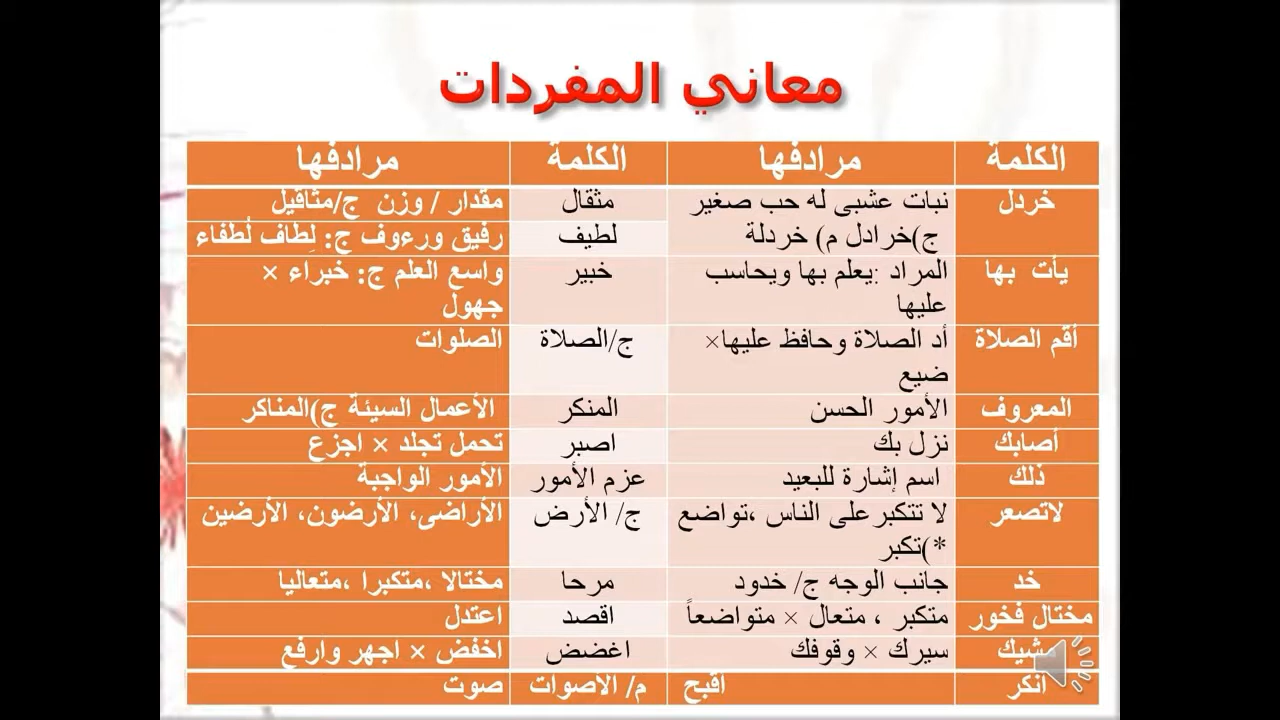 معاني المفردات
الكلمة مرادفها الكلمة مرادفها
خردل نبات عشبى له حب صغير مثقال مقدار / وزن ج/مثاقيل
ج)خرادل م) خردلة لطيف رفيق ورءوف ج: لِطاف لُطفاء
يأت بها المراد :يعلم بها ويحاسب خبير واسع العلم ج: خبراء ×
عليها جهول
أقم الصلاة أد الصلاة وحافظ عليها× ج/الصلاة الصلوات
ضيع
المعروف الأمور الحسن المنكر الأعمال السيئة ج)المناكر
أصابك نزل بك اصبر تحمل تجلد × اجزع
ذلك اسم إشارة للبعيد عزم الأمور الأمور الواجبة
لاتصعر لا تتكبرعلى الناس ،تواضع ج/ الأرض الأراضى، الأرضون، الأرضين
*)تكبر
خد جانب الوجه ج/ خدود مرحا مختالا ،متكبرا ،متعاليا
مختال فخور متكبر ، متعال × متواضعاً اقصد اعتدل
مشيك سيرك × وقوفك اغضض اخفض × اجهر وارفع
انكر اقبح م/ الاصوات صوت